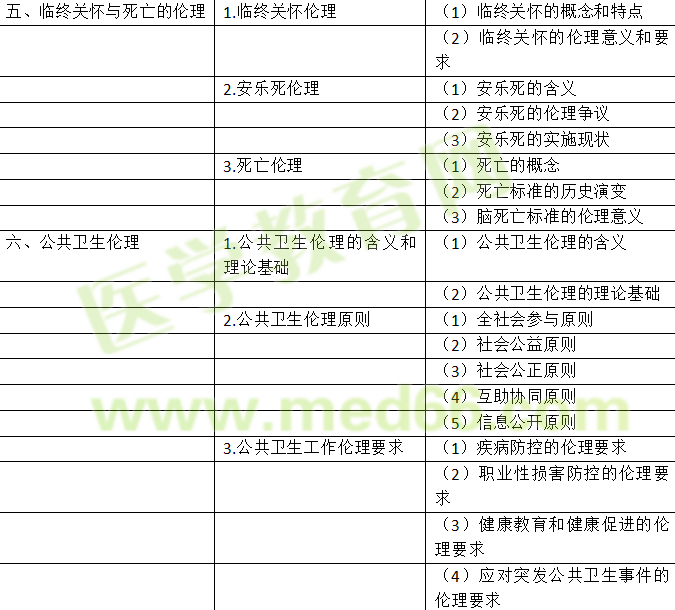 五、临终关怀与死亡的伦理 1.临终关怀伦理 （1）临终关怀的概念和特点
（2）临终关怀的伦理意义和要
求
2.安乐死伦理 （1）安乐死的含义
（2）安乐死的伦理争议
（3）安乐死的实施现状
3.死亡伦理 （1）死亡的概念
（2）死亡标准的历史演变
（3）脑死亡标准的伦理意义
六、公共卫生伦理 1.公共卫生伦理的含义和 （1）公共卫生伦理的含义
理论基础
（2）公共卫生伦理的理论基础
2.公共卫生伦理原则 （1）全社会参与原则
（2）社会公益原则
（3）社会公正原则
（4）互助协同原则
（5）信息公开原则
3.公共卫生工作伦理要求 （1）疾病防控的伦理要求
（2）职业性损害防控的伦理要
求
（3）健康教育和健康促进的伦
理要求
（4）应对突发公共卫生事件的
伦理要求
医学教育网
www.med66.com